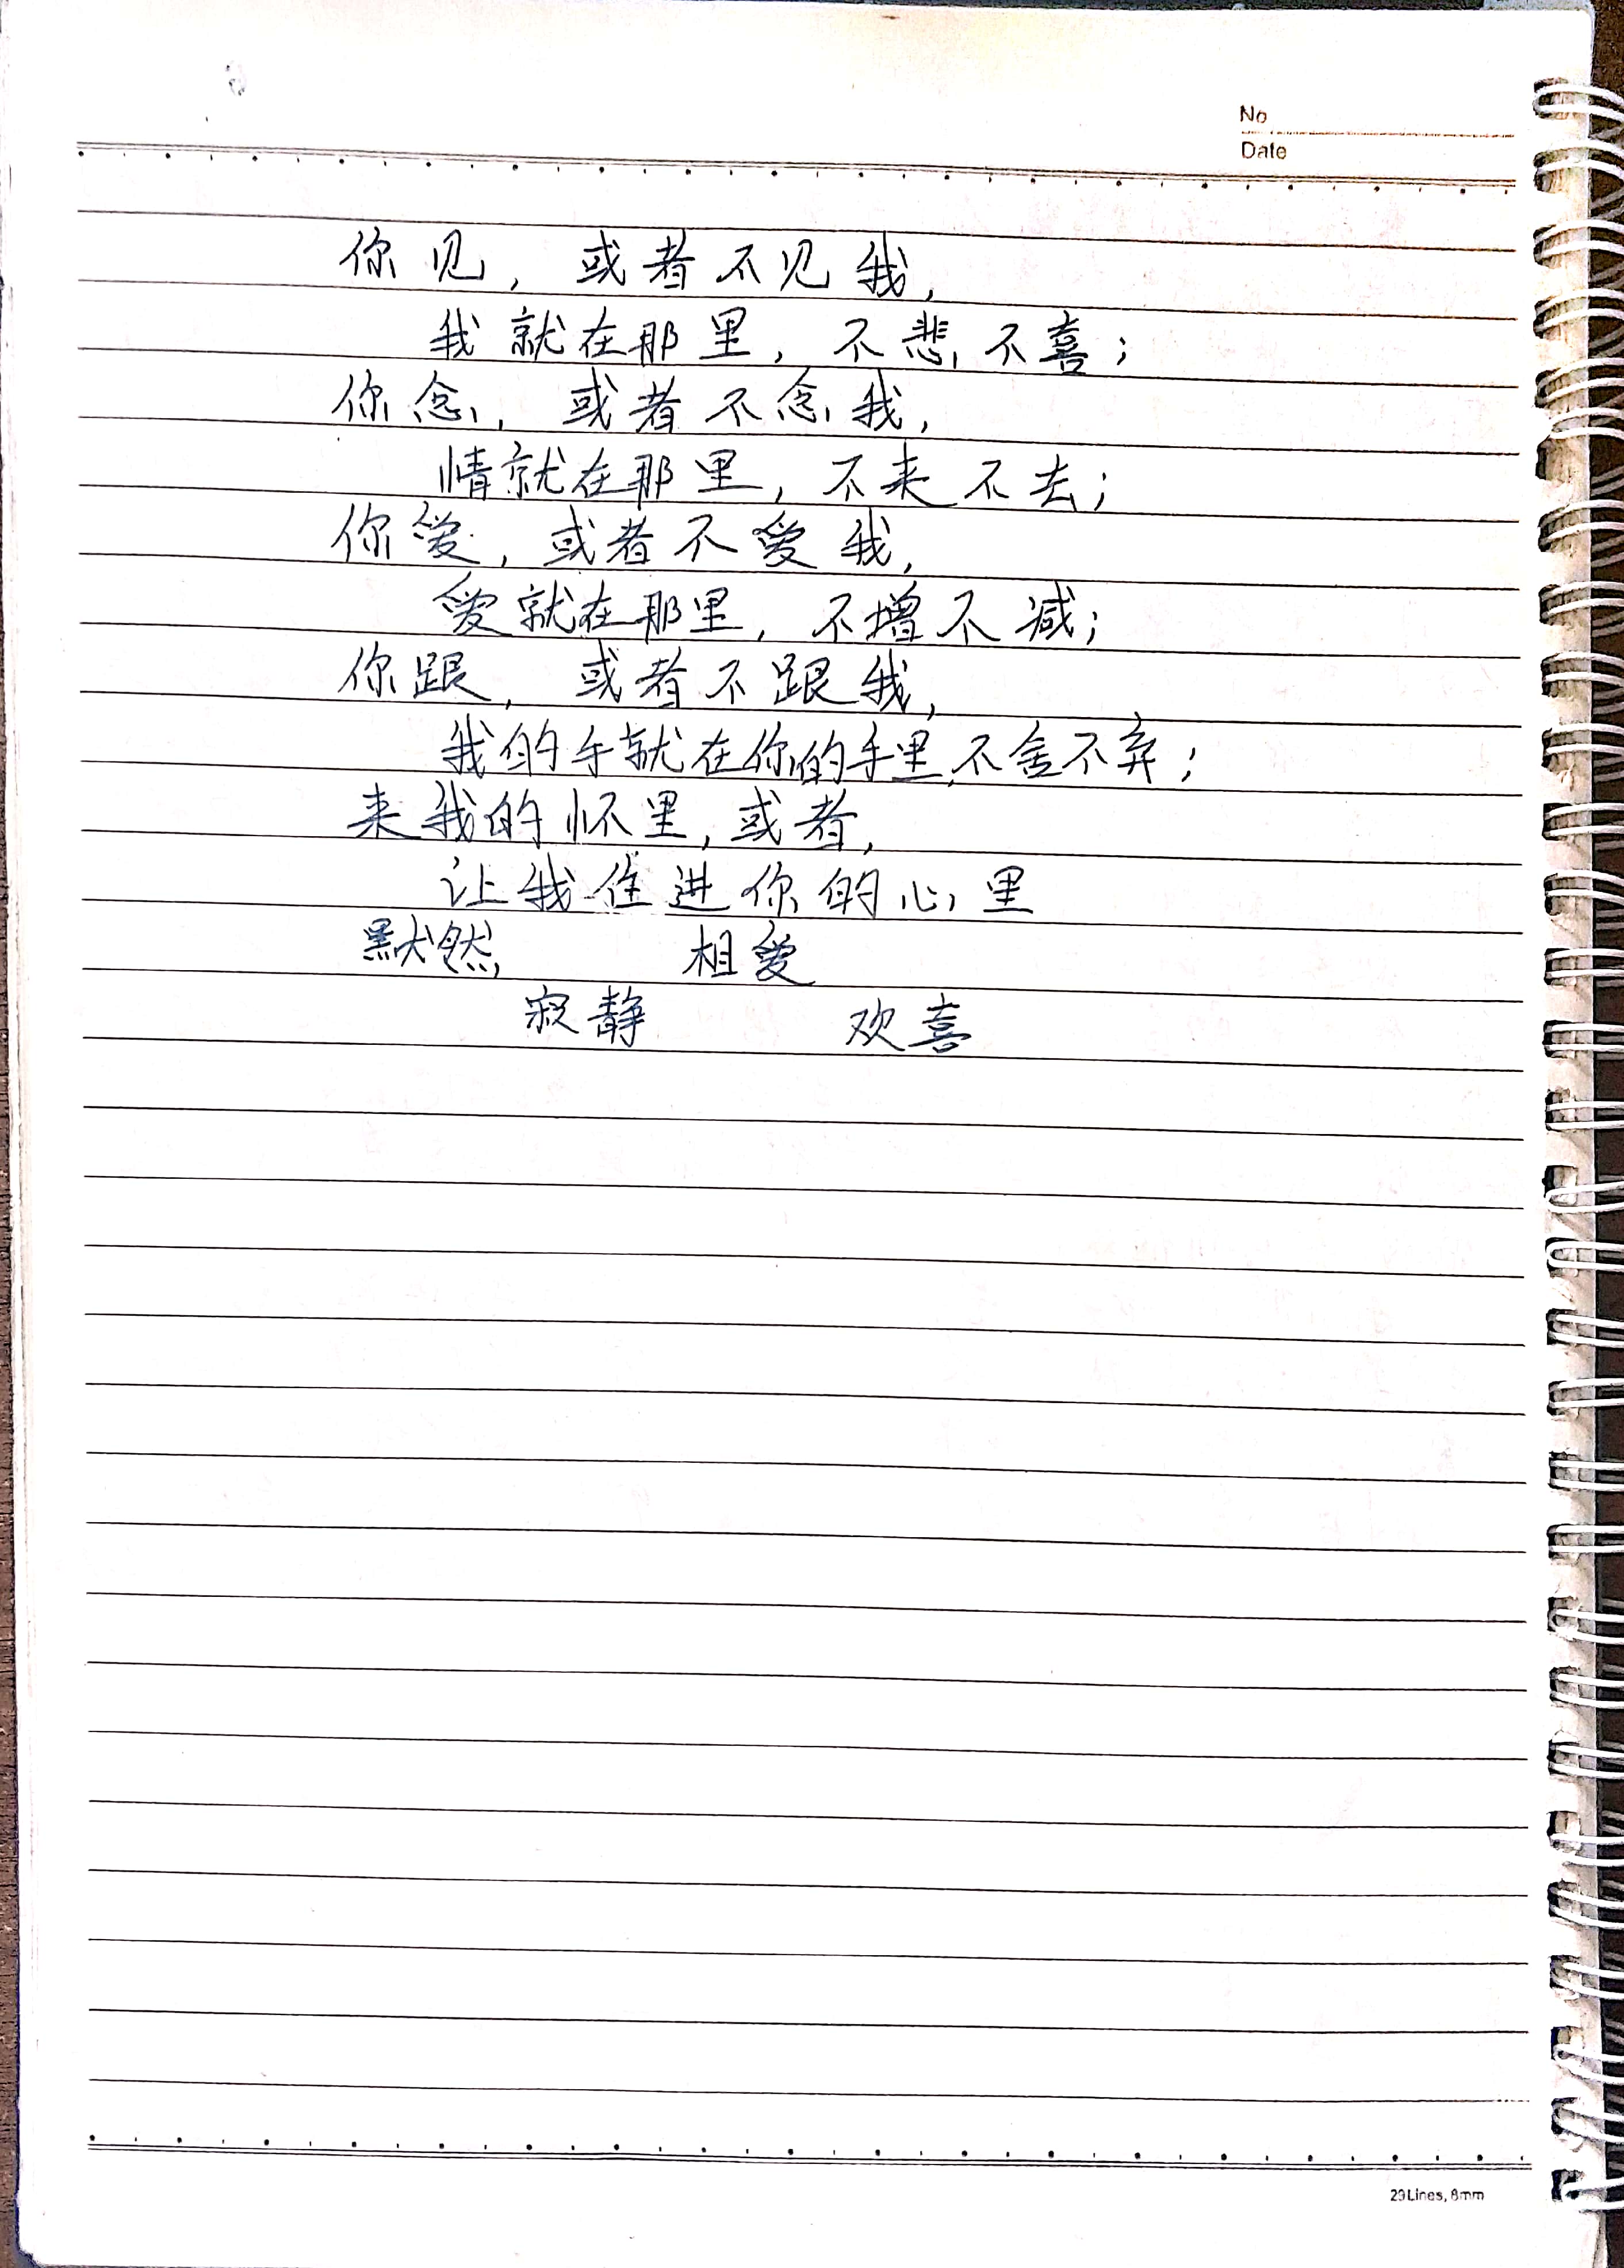 No
Date
你见，或者不见我，
我就在那里，不悲不喜；
你念，或者不念我，
情就在那里，不来不去；
你爱，或者不爱我，
爱就在那里，不增不减；
你跟，或者不跟我，
我的手就在你的手里，不舍不弃；
来我的怀里，或者，
让我住进你的心里
默然 相爱
寂静 欢喜
29Lines, 8mm